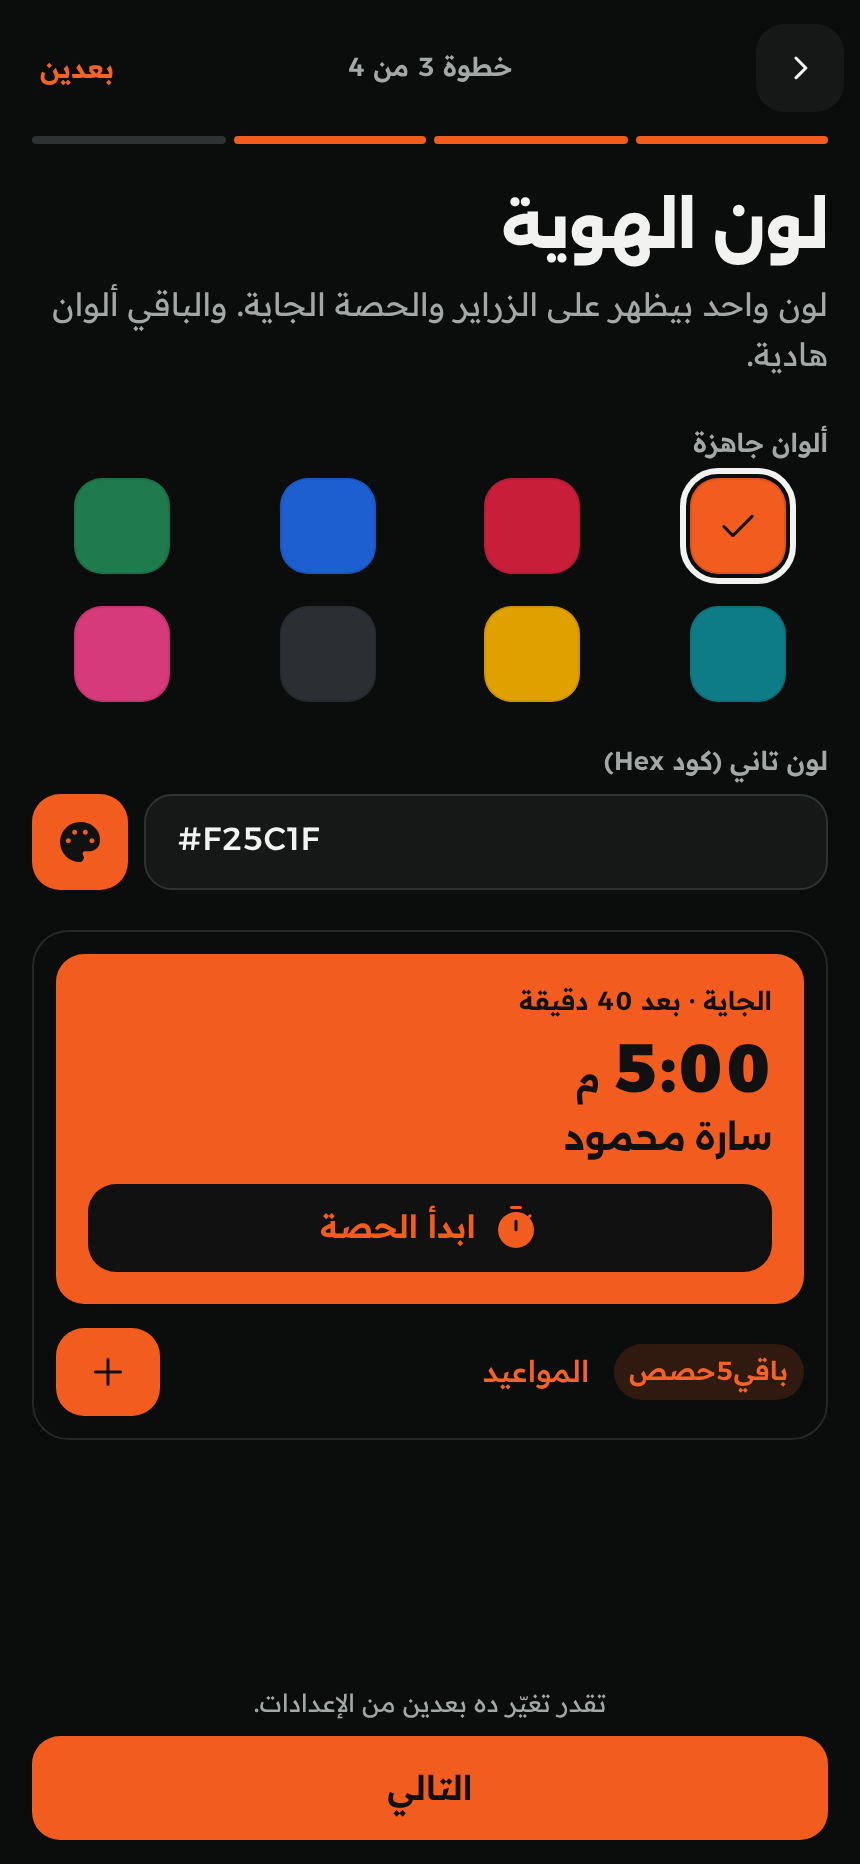 خطوة 3 من 4
بعدين
لون الهوية
لون واحد بيظهر على الزراير والحصة الجاية. والباقي ألوان
هادية.
ألوان جاهزة
لون تاني (كود Hex)
#F25C1F
الجاية · بعد 40 دقيقة
5:00 م
سارة محمود
ابدأ الحصة
باقي5حصص
المواعيد
تقدر تغيّر ده بعدين من الإعدادات.
التالي